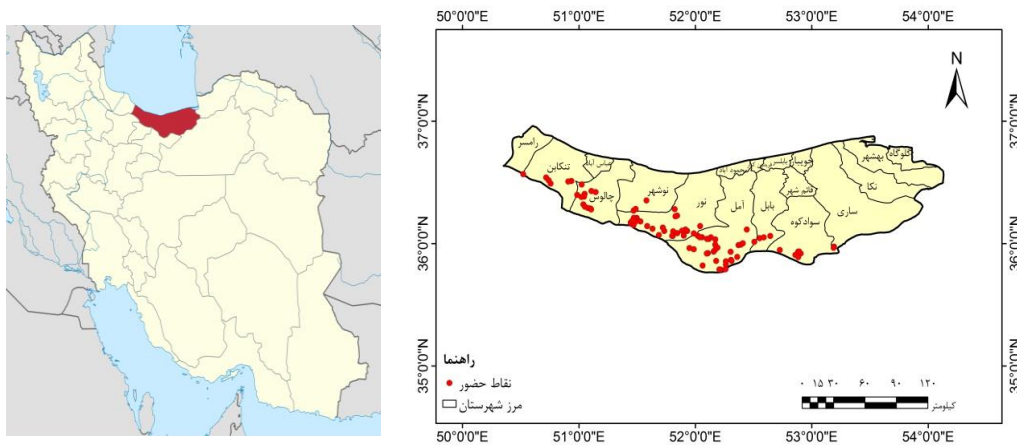 50°0'0"E 51°0'0"E 52°0'0"E 53°0'0"E 54°0'0"E
N
37°0'0"N 37°0'0"N
رامسر
تنکابن
عباس آباد
چالوس
نوشهر
نور
محمود آباد
آمل
بابل
جویبار
قائم شهر
سوادکوه
ساری
نکا
بهشهر
گلوگاه
36°0'0"N 36°0'0"N
35°0'0"N 35°0'0"N
راهنما
نقاط حضور
مرز شهرستان
۰ ۱۵ ۳۰ ۶۰ ۹۰ ۱۲۰
کیلومتر
50°0'0"E 51°0'0"E 52°0'0"E 53°0'0"E 54°0'0"E